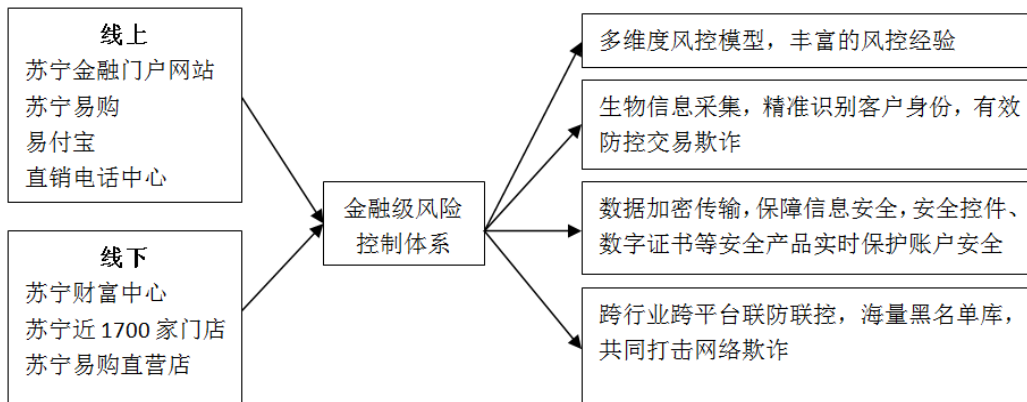 线上
苏宁金融门户网站
苏宁易购
易付宝
直销电话中心
线下
苏宁财富中心
苏宁近 1700 家门店
苏宁易购直营店
金融级风险
控制体系
多维度风控模型，丰富的风控经验
生物信息采集，精准识别客户身份，有效
防控交易欺诈
数据加密传输，保障信息安全，安全控件、
数字证书等安全产品实时保护账户安全
跨行业跨平台联防联控，海量黑名单库，
共同打击网络欺诈